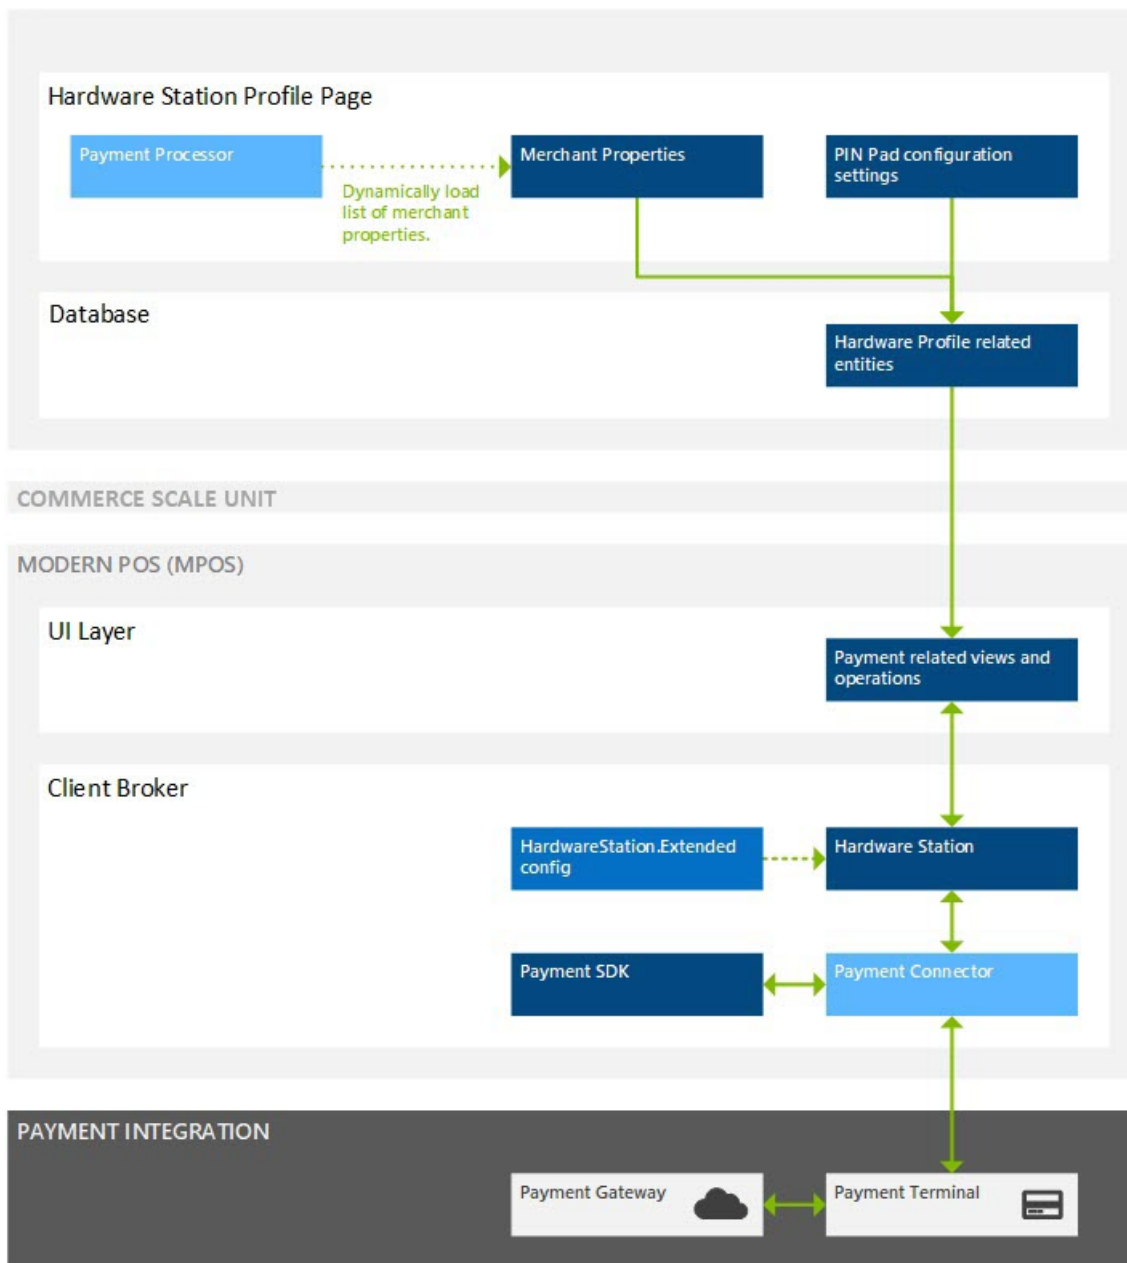 Hardware Station Profile Page
Payment Processor
Merchant Properties
PIN Pad configuration
settings
Dynamically load
list of merchant
properties.
Database
Hardware Profile related
entities
COMMERCE SCALE UNIT
MODERN POS (MPOS)
UI Layer
Payment related views and
operations
Client Broker
HardwareStation.Extended
config
Hardware Station
Payment SDK
Payment Connector
PAYMENT INTEGRATION
Payment Gateway
Payment Terminal